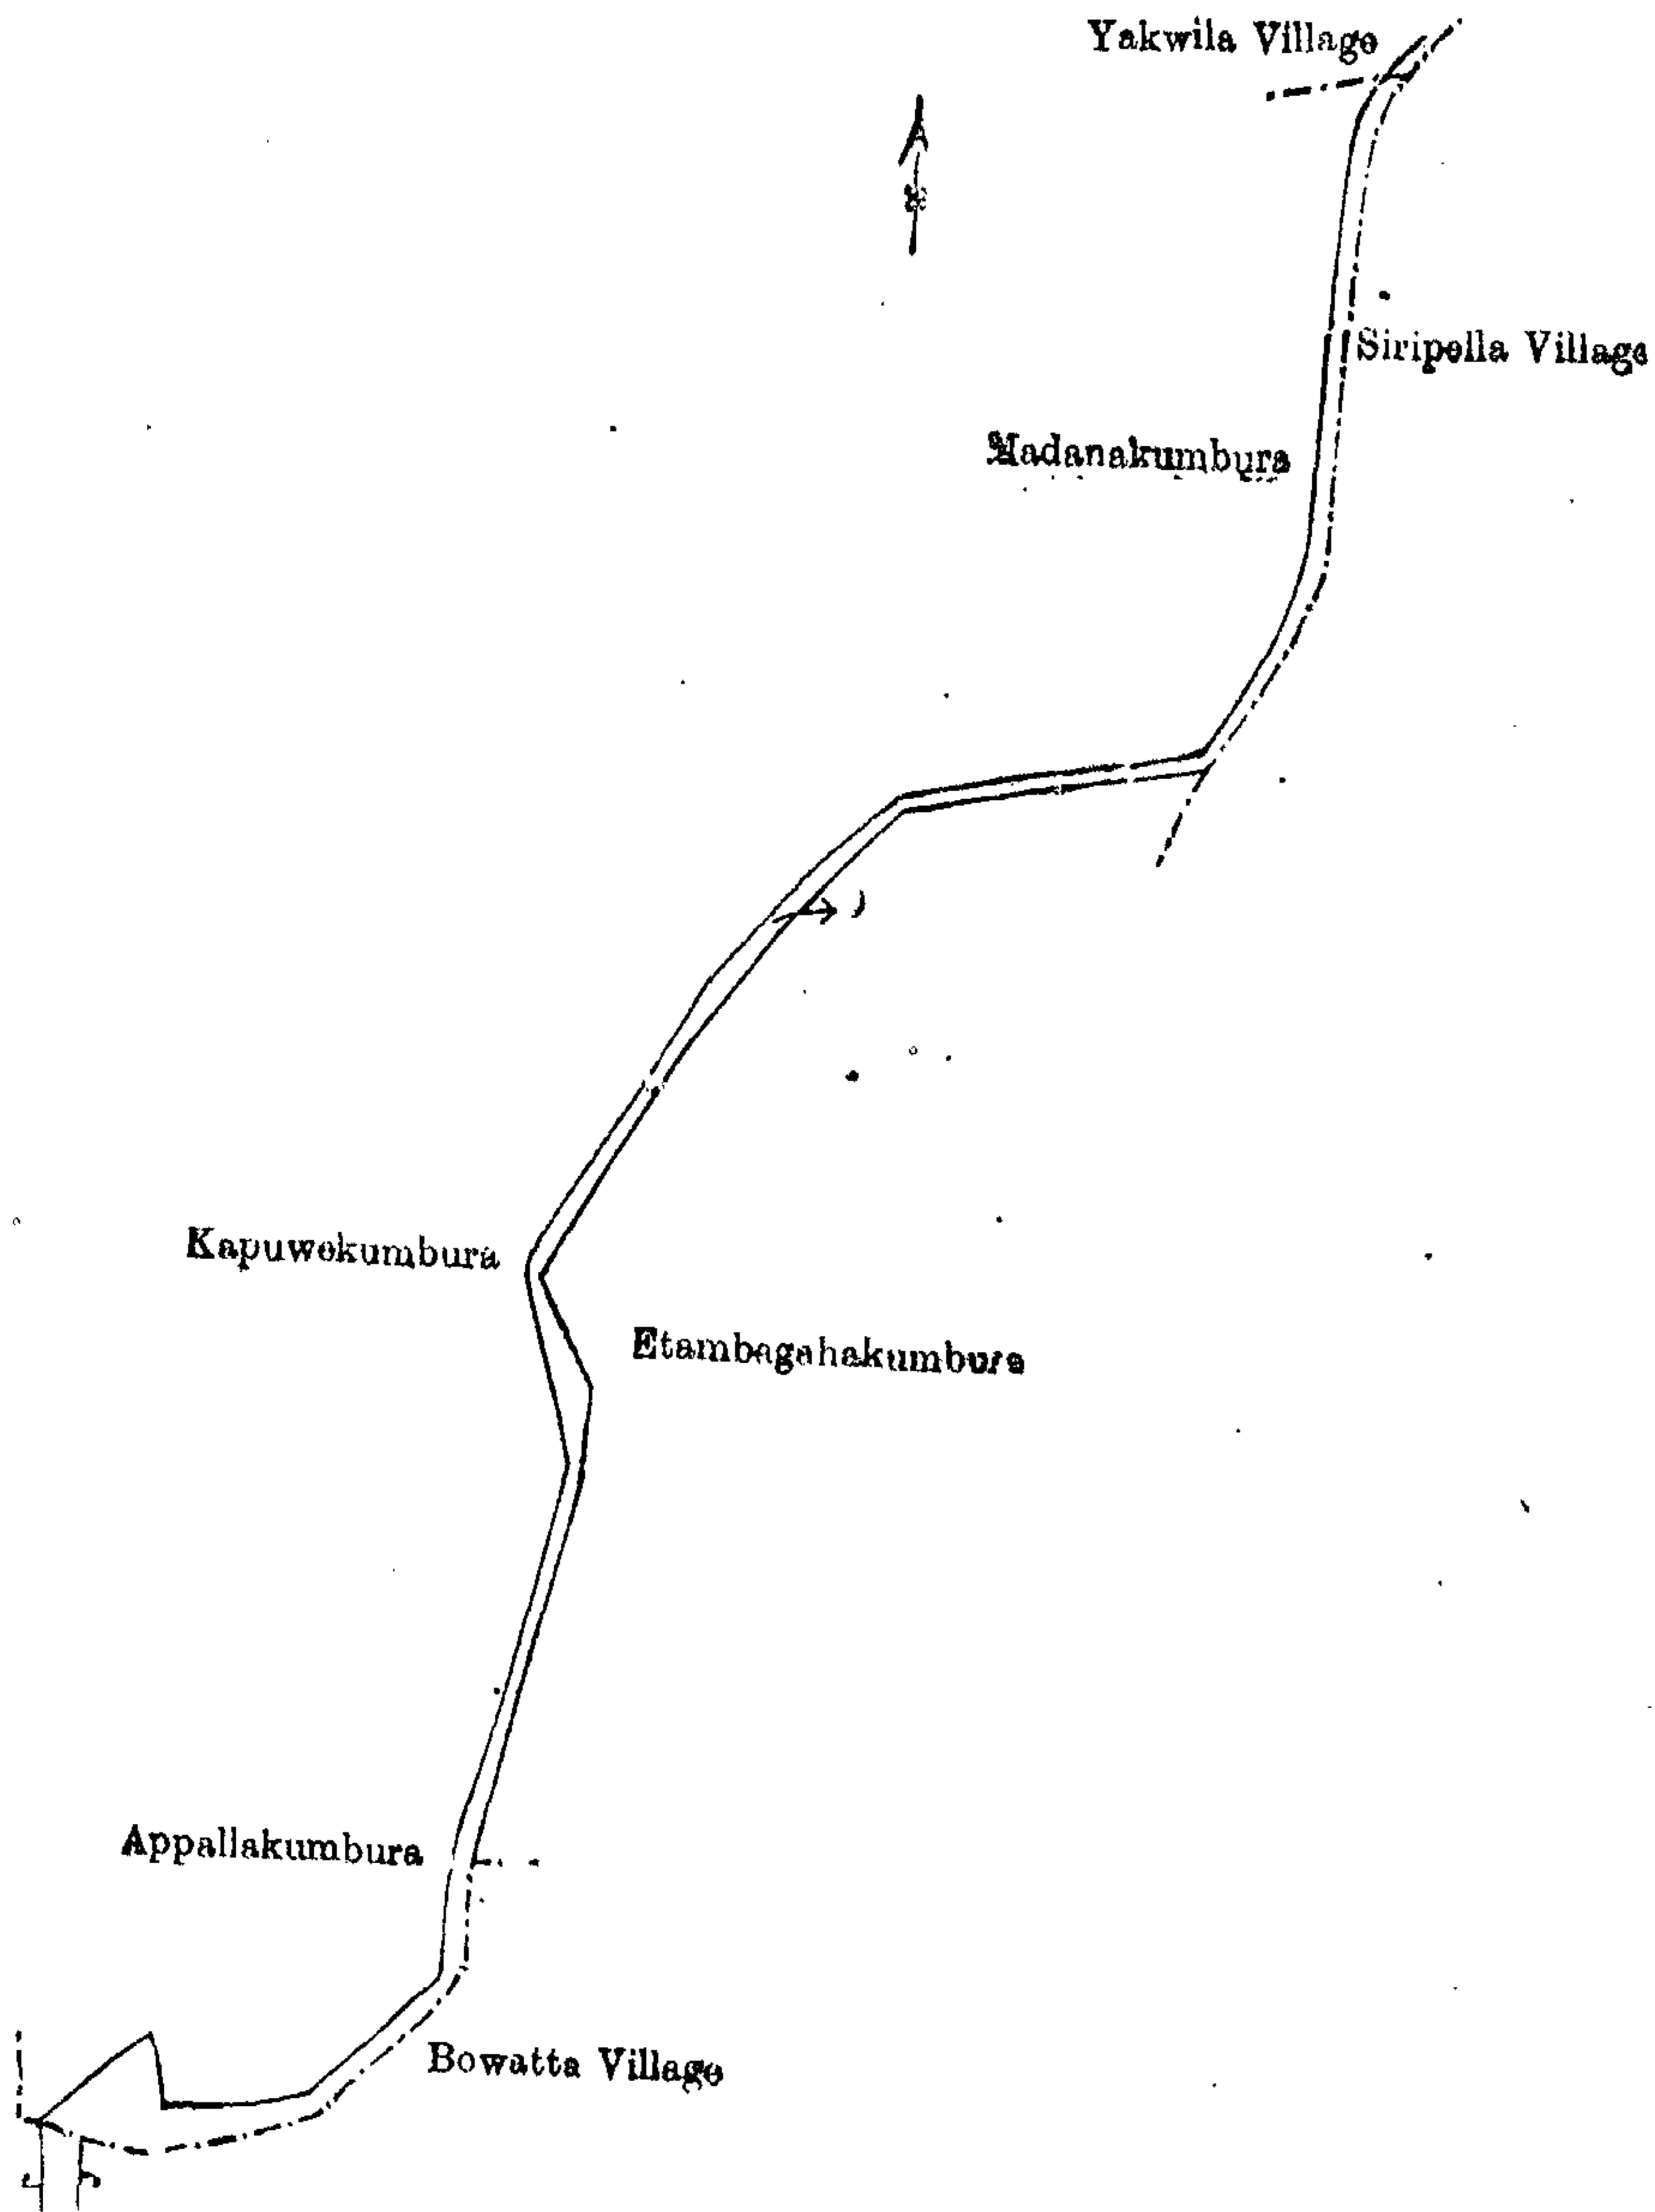 Yakwila Village
Siripella Village
Madanakumbura
Kapuwekumbura
Etambagahakumbura
Appallakumbura
Bowatta Village